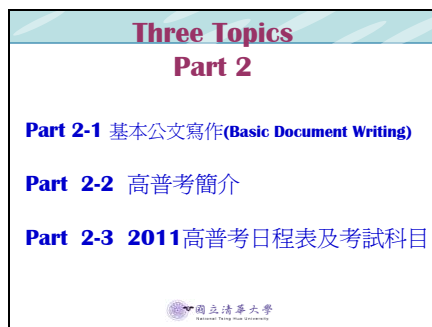 Three Topics
Part 2
Part 2-1 基本公文寫作(Basic Document Writing)
Part 2-2 高普考簡介
Part 2-3 2011高普考日程表及考試科目
國立清華大學
National Tsing Hua University